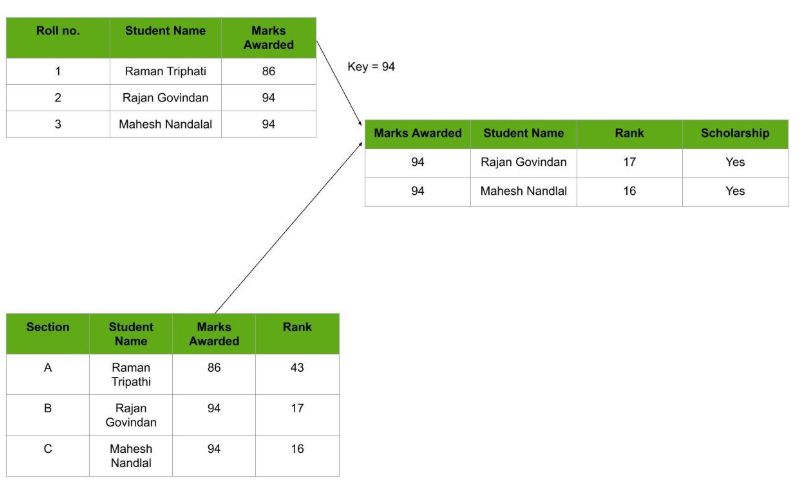 Roll no. Student Name Marks Awarded
1 Raman Triphati 86
2 Rajan Govindan 94
3 Mahesh Nandalal 94
Key = 94
Marks Awarded Student Name Rank Scholarship
94 Rajan Govindan 17 Yes
94 Mahesh Nandlal 16 Yes
Section Student Name Marks Awarded Rank
A Raman Tripathi 86 43
B Rajan Govindan 94 17
C Mahesh Nandlal 94 16